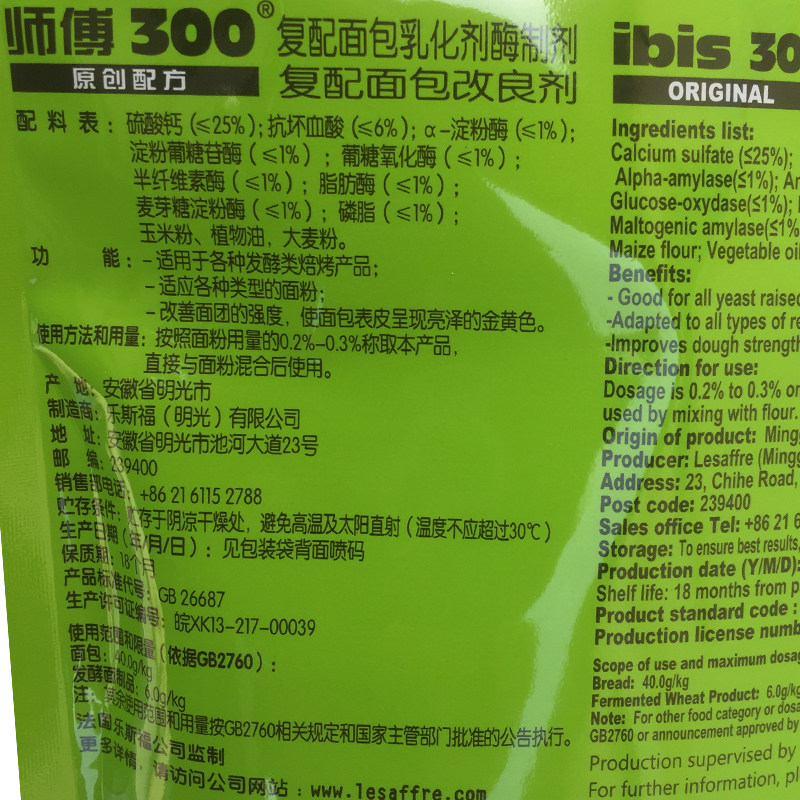 师傅 300® 复配面包乳化剂酶制剂
原创配方 复配面包改良剂
配料表：硫酸钙（≤25%）；抗坏血酸（≤6%）；α-淀粉酶（≤1%）；
淀粉葡糖苷酶（≤1%）；葡糖氧化酶（≤1%）；
半纤维素酶（≤1%）；脂肪酶（≤1%）；
麦芽糖淀粉酶（≤1%）；磷脂（≤1%）；
玉米粉、植物油，大麦粉。
功 能：-适用于各种发酵类焙烤产品；
-适应各种类型的面粉；
-改善面团的强度，使面包表皮呈现亮泽的金黄色。
使用方法和用量：按照面粉用量的0.2%-0.3%称取本产品，
直接与面粉混合后使用。
产 地：安徽省明光市
制造商：乐斯福（明光）有限公司
地 址：安徽省明光市池河大道23号
邮 编：239400
销售部电话：+86 21 6115 2788
贮存条件：贮存于阴凉干燥处，避免高温及太阳直射（温度不应超过30℃）
生产日期（年/月/日）：见包装袋背面喷码
保质期：18个月
产品标准代号：GB 26687
生产许可证编号：皖XK13-217-00039
使用范围和限量（依据GB2760）：
面包：40.0g/kg
发酵面制品：6.0g/kg
注：其余使用范围和用量按GB2760相关规定和国家主管部门批准的公告执行。
法国乐斯福公司监制
更多详情，请访问公司网站：www.lesaffre.com
ibis 30
ORIGINAL
Ingredients list:
Calcium sulfate (≤25%);
Alpha-amylase(≤1%); Am
Glucose-oxydase(≤1%);
Maltogenic amylase(≤1%
Maize flour; Vegetable oil
Benefits:
- Good for all yeast raised
-Adapted to all types of
-Improves dough strength
Direction for use:
Dosage is 0.2% to 0.3% on
used by mixing with flour.
Origin of product: Ming
Producer: Lesaffre (Ming
Address: 23, Chihe Road,
Post code: 239400
Sales office Tel: +86 21 6
Storage: To ensure best results,
Production date (Y/M/D):
Shelf life: 18 months from p
Product standard code :
Production license numb
Scope of use and maximum dosag
Bread: 40.0g/kg
Fermented Wheat Product: 6.0g/kg
Note: For other food category or dosa
GB2760 or announcement approved by
Production supervised by
For further information, pl